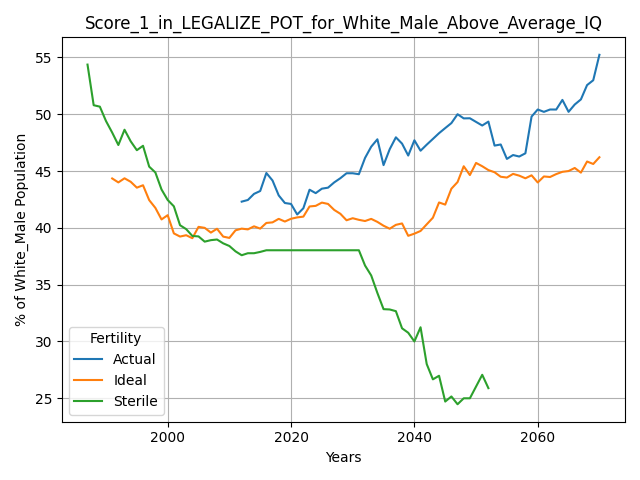 Score_1_in_LEGALIZE_POT_for_White_Male_Above_Average_IQ
% of White_Male Population
55
50
45
40
35
30
25
Fertility
Actual
Ideal
Sterile
2000 2020 2040 2060
Years